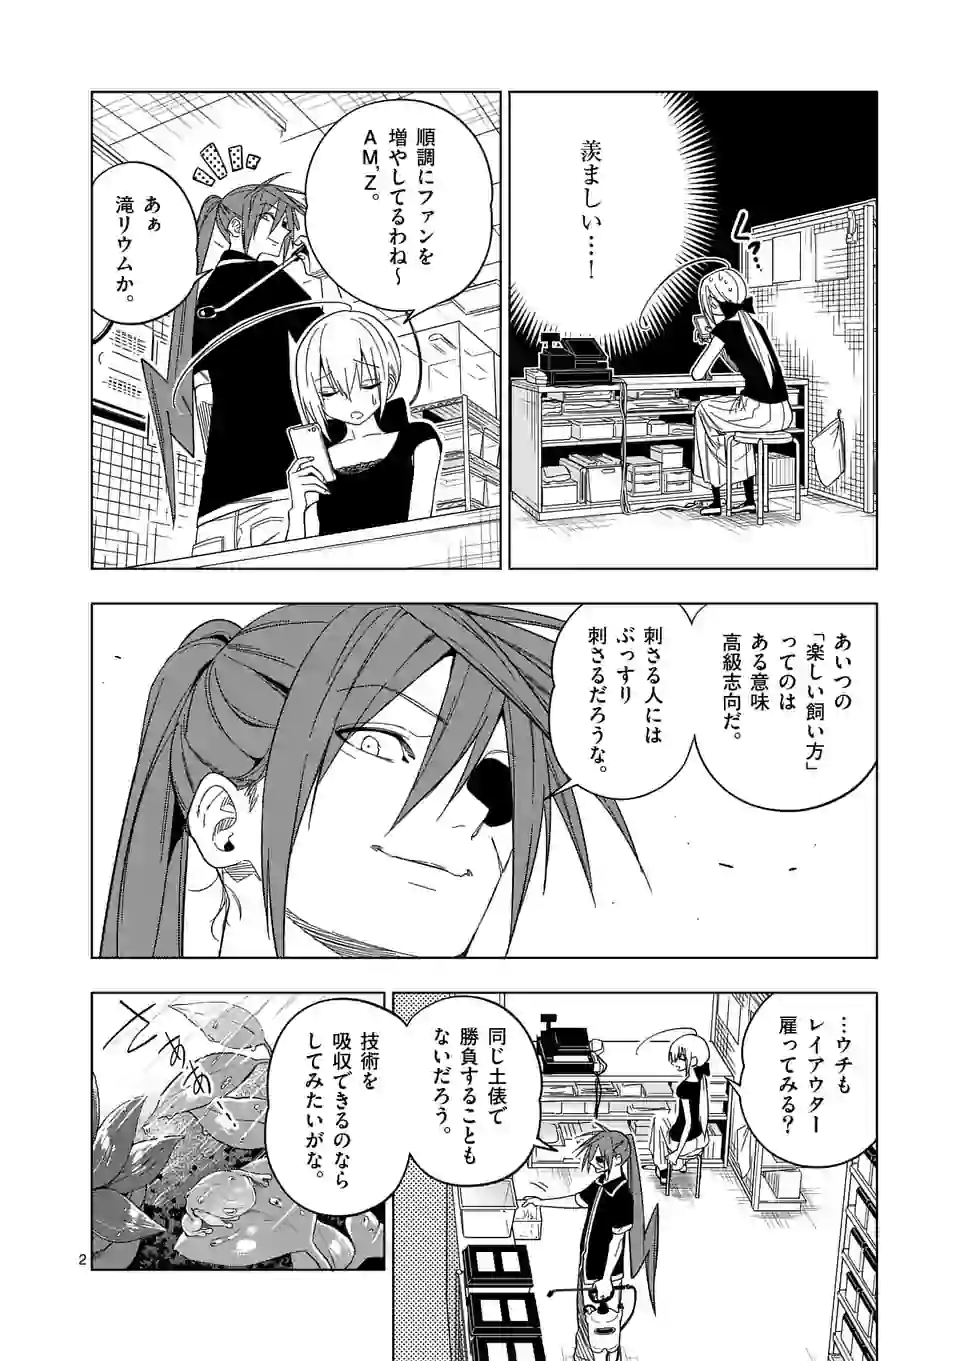 羨ましい…！
く
？…
順調にファンを
増やしてるわね〜
AM,Z。
あぁ
滝リウムか。
あいつの
「楽しい飼い方」
ってのは
ある意味
高級志向だ。
刺さる人には
ぶっすり
刺さるだろうな。
…ウチも
レイアウター
雇ってみる？
同じ土俵で
勝負することも
ないだろう。
技術を
吸収できるのなら
してみたいがな。
さぁぁ
2